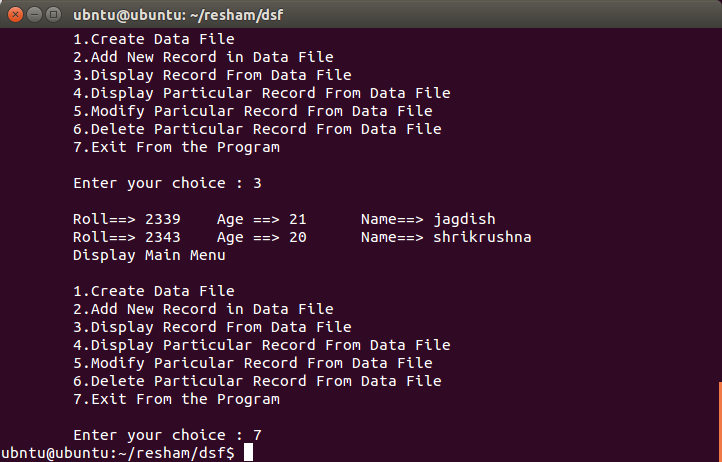 ubntu@ubuntu: ~/resham/dsf
1.Create Data File
2.Add New Record in Data File
3.Display Record From Data File
4.Display Particular Record From Data File
5.Modify Paricular Record From Data File
6.Delete Particular Record From Data File
7.Exit From the Program
Enter your choice : 3
Roll==> 2339 Age ==> 21 Name==> jagdish
Roll==> 2343 Age ==> 20 Name==> shrikrushna
Display Main Menu
1.Create Data File
2.Add New Record in Data File
3.Display Record From Data File
4.Display Particular Record From Data File
5.Modify Paricular Record From Data File
6.Delete Particular Record From Data File
7.Exit From the Program
Enter your choice : 7
ubntu@ubuntu:~/resham/dsf$